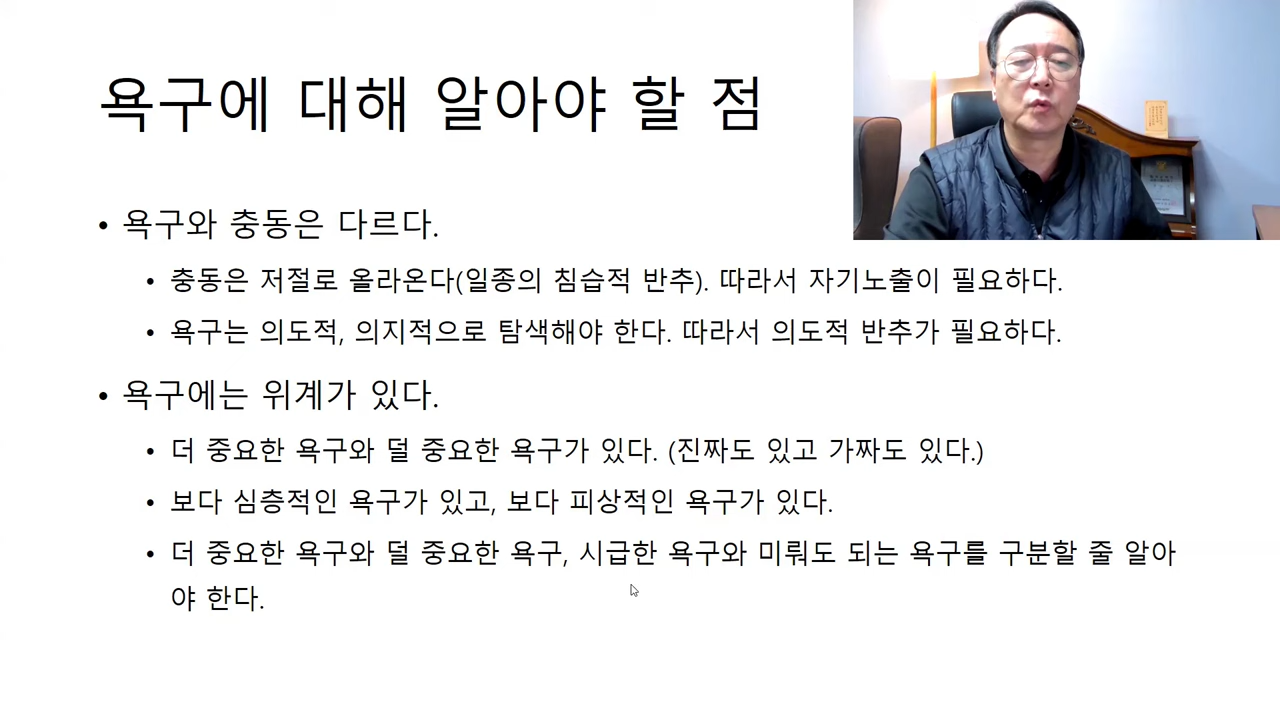 욕구에 대해 알아야 할 점
• 욕구와 충동은 다르다.
• 충동은 저절로 올라온다(일종의 침습적 반추). 따라서 자기노출이 필요하다.
• 욕구는 의도적, 의지적으로 탐색해야 한다. 따라서 의도적 반추가 필요하다.
• 욕구에는 위계가 있다.
• 더 중요한 욕구와 덜 중요한 욕구가 있다. (진짜도 있고 가짜도 있다.)
• 보다 심층적인 욕구가 있고, 보다 피상적인 욕구가 있다.
• 더 중요한 욕구와 덜 중요한 욕구, 시급한 욕구와 미뤄도 되는 욕구를 구분할 줄 알아
야 한다.